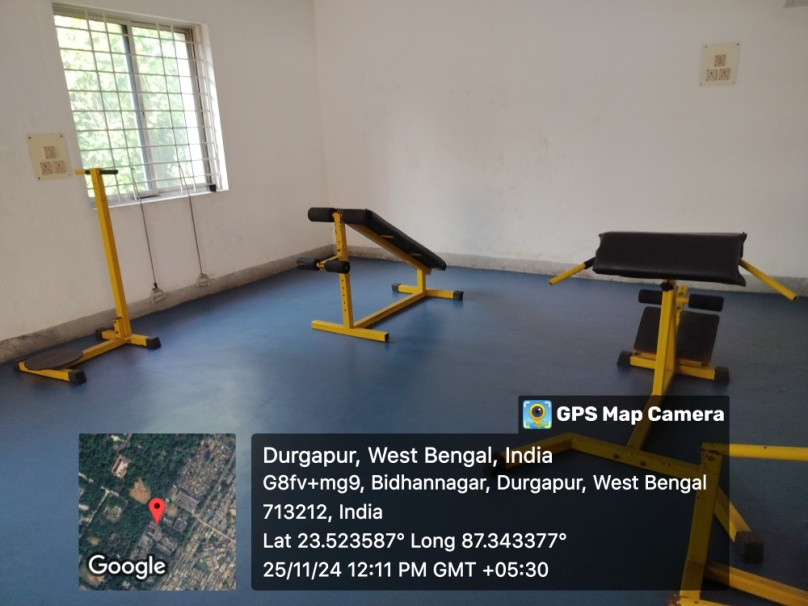 GPS Map Camera
Durgapur, West Bengal, India
G8fv+mg9, Bidhannagar, Durgapur, West Bengal
713212, India
Lat 23.523587° Long 87.343377°
25/11/24 12:11 PM GMT +05:30
Google